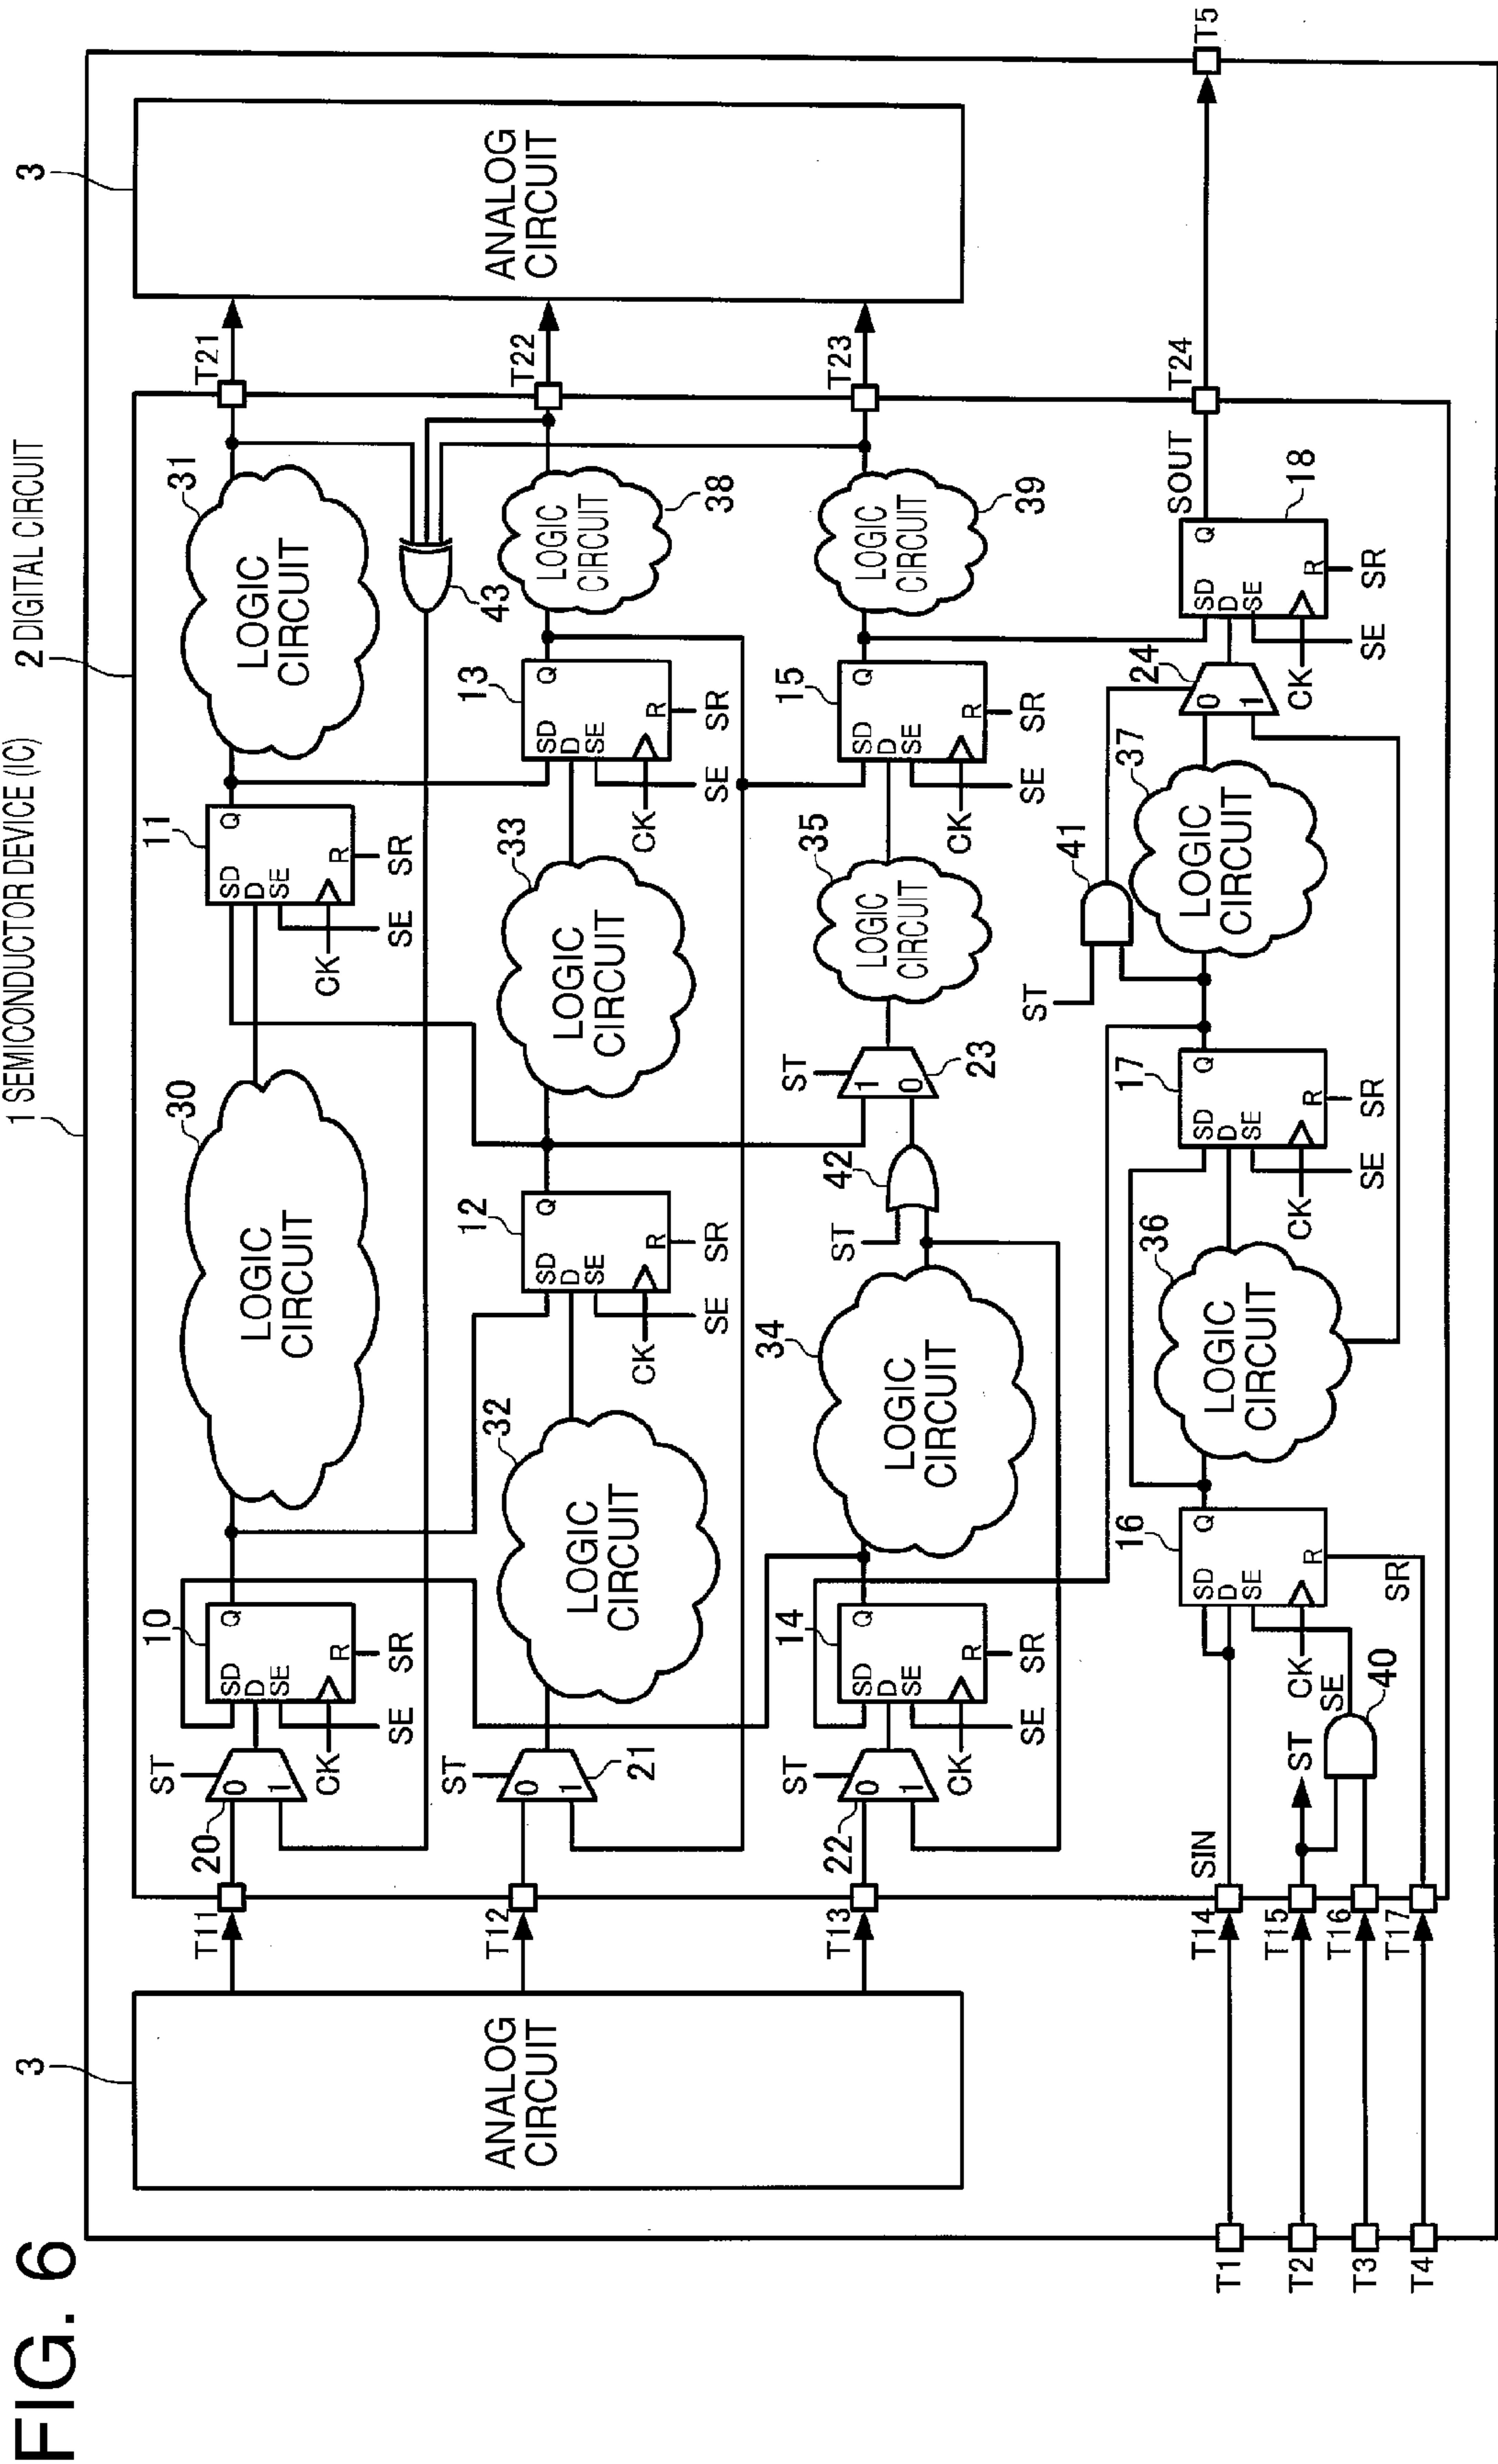 FIG. 6
1 SEMICONDUCTOR DEVICE (IC)
2 DIGITAL CIRCUIT
3
ANALOG
CIRCUIT
T11
T12
T13
T1
T2
T3
T4
T14
T15
T16
T17
SIN
20
ST
0
1
10
SD
D
SE
Q
R
CK
SE
SR
30
LOGIC
CIRCUIT
11
SD
D
SE
Q
R
CK
SE
SR
31
LOGIC
CIRCUIT
T21
43
ST
0
1
21
32
LOGIC
CIRCUIT
12
SD
D
SE
Q
R
CK
SE
SR
33
LOGIC
CIRCUIT
13
SD
D
SE
Q
R
CK
SE
SR
LOGIC
CIRCUIT
38
T22
22
ST
0
1
14
SD
D
SE
Q
R
CK
SE
SR
34
LOGIC
CIRCUIT
ST
42
ST
1
0
23
35
LOGIC
CIRCUIT
15
SD
D
SE
Q
R
CK
SE
SR
LOGIC
CIRCUIT
39
T23
ST
40
SE
CK
16
SD
D
SE
Q
R
SR
36
LOGIC
CIRCUIT
17
SD
D
SE
Q
R
CK
SE
SR
ST
41
37
LOGIC
CIRCUIT
24
0
1
18
SD
D
SE
Q
R
CK
SE
SR
SOUT
T24
T5
3
ANALOG
CIRCUIT